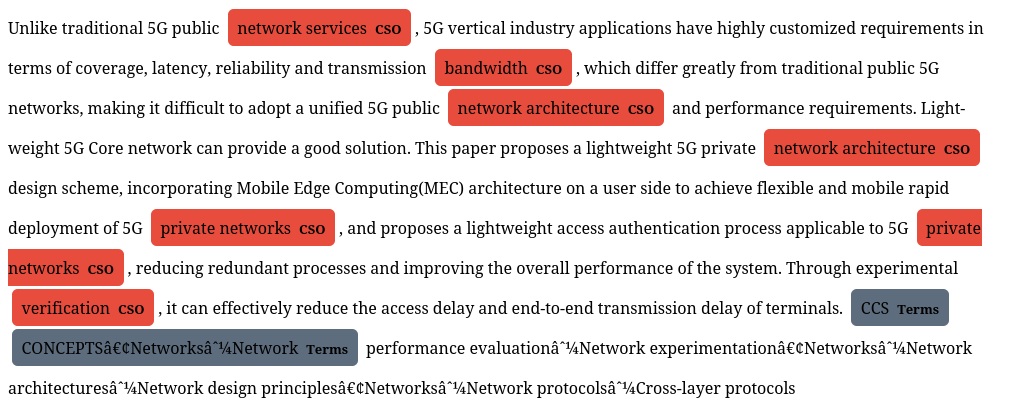 Unlike traditional 5G public network services CSO , 5G vertical industry applications have highly customized requirements in
terms of coverage, latency, reliability and transmission bandwidth CSO , which differ greatly from traditional public 5G
networks, making it difficult to adopt a unified 5G public network architecture CSO and performance requirements. Light-
weight 5G Core network can provide a good solution. This paper proposes a lightweight 5G private network architecture CSO
design scheme, incorporating Mobile Edge Computing(MEC) architecture on a user side to achieve flexible and mobile rapid
deployment of 5G private networks CSO , and proposes a lightweight access authentication process applicable to 5G private
networks CSO , reducing redundant processes and improving the overall performance of the system. Through experimental
verification CSO , it can effectively reduce the access delay and end-to-end transmission delay of terminals. CCS Terms
CONCEPTSâ€¢Networksâˆ¼Network Terms performance evaluationâˆ¼Network experimentationâ€¢Networksâˆ¼Network
architecturesâˆ¼Network design principlesâ€¢Networksâˆ¼Network protocolsâˆ¼Cross-layer protocols